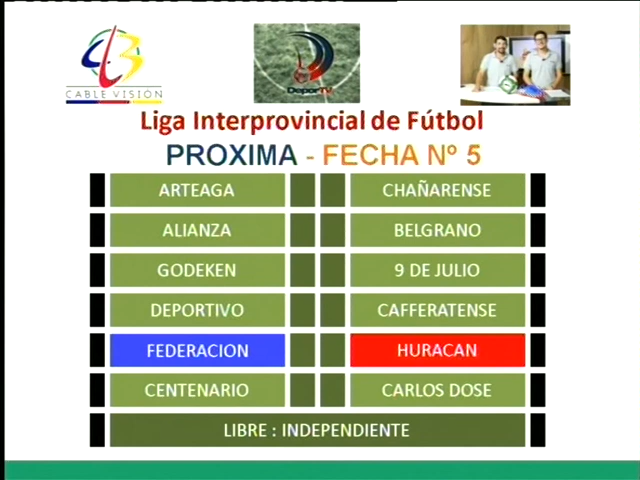 CABLE VISION
DeporTV
Liga Interprovincial de Fútbol
PROXIMA - FECHA Nº 5
ARTEAGA CHAÑARENSE
ALIANZA BELGRANO
GODEKEN 9 DE JULIO
DEPORTIVO CAFFERATENSE
FEDERACION HURACAN
CENTENARIO CARLOS DOSE
LIBRE : INDEPENDIENTE